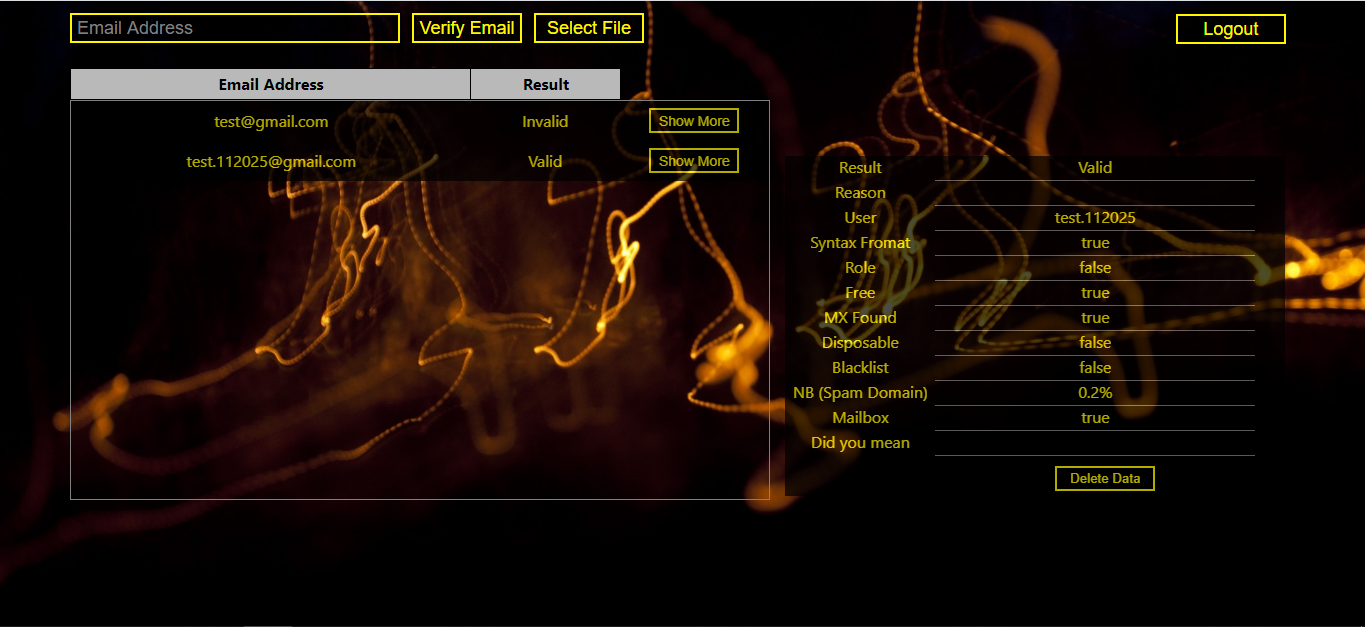 Email Address Verify Email Select File Logout
Email Address Result
test@gmail.com Invalid Show More
test.112025@gmail.com Valid Show More
Result Valid
Reason
User test.112025
Syntax Fromat true
Role false
Free true
MX Found true
Disposable false
Blacklist false
NB (Spam Domain) 0.2%
Mailbox true
Did you mean
Delete Data